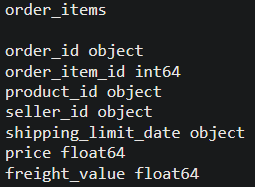 order_items
order_id object
order_item_id int64
product_id object
seller_id object
shipping_limit_date object
price float64
freight_value float64